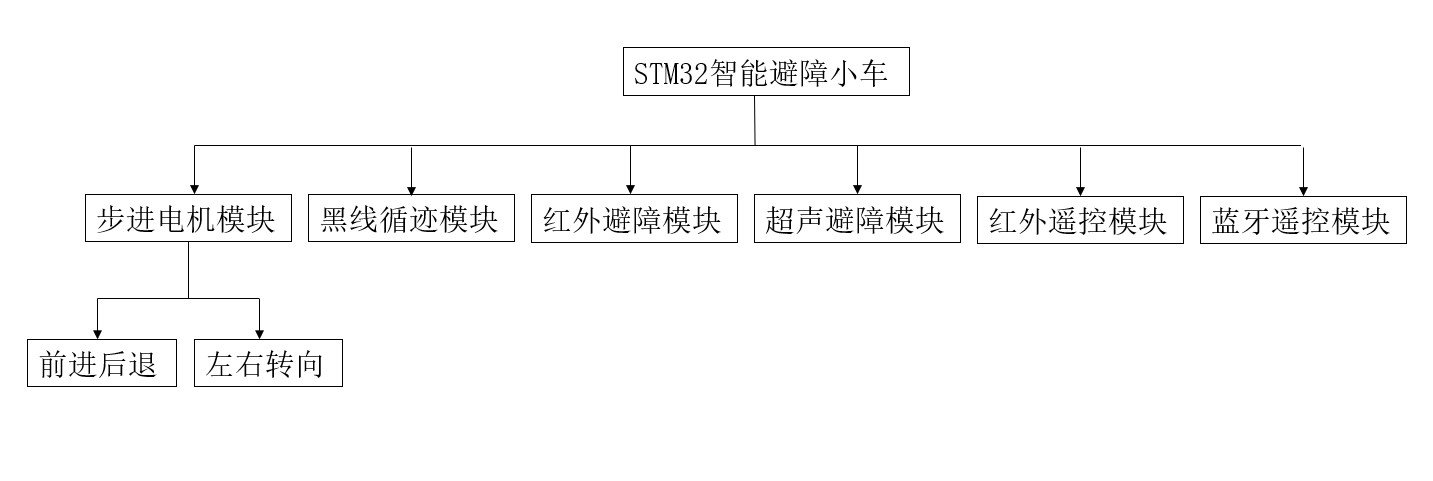 STM32智能避障小车
步进电机模块
黑线循迹模块
红外避障模块
超声避障模块
红外遥控模块
蓝牙遥控模块
前进后退
左右转向